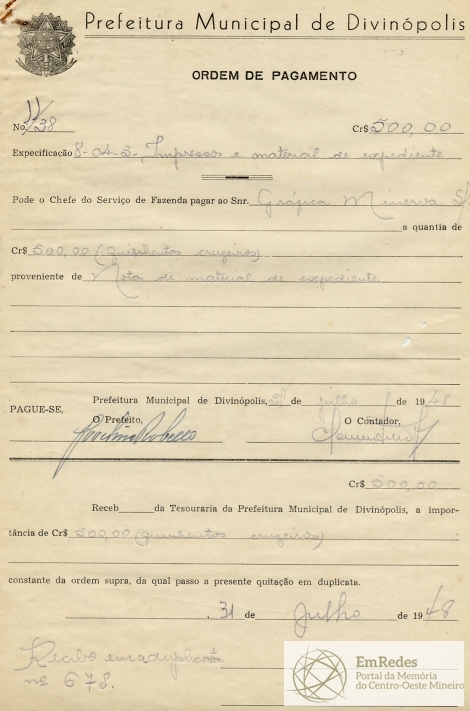 Prefeitura Municipal de Divinópolis
ORDEM DE PAGAMENTO
No. 1138 Cr$ 500,00
Expecificação 8-04-3- Impressos e material de expediente
Pode o Chefe do Serviço de Fazenda pagar ao Snr. Gráfica Minerva
a quantia de
Cr$ 500,00 (Quinhentos cruzeiros)
proveniente de Nota de material de expediente
Prefeitura Municipal de Divinópolis, de julho de 1948
PAGUE-SE,
O Prefeito, O Contador,
Cr$ 500,00
Receb da Tesouraria da Prefeitura Municipal de Divinópolis, a impor-
tância de Cr$ 500,00 (quinhentos cruzeiros)
constante da ordem supra, da qual passo a presente quitação em duplicata.
, 31 de Julho de 1948
Recibo duplicata
nº 678.
EmRedes
Portal da Memória
do Centro-Oeste Mineiro